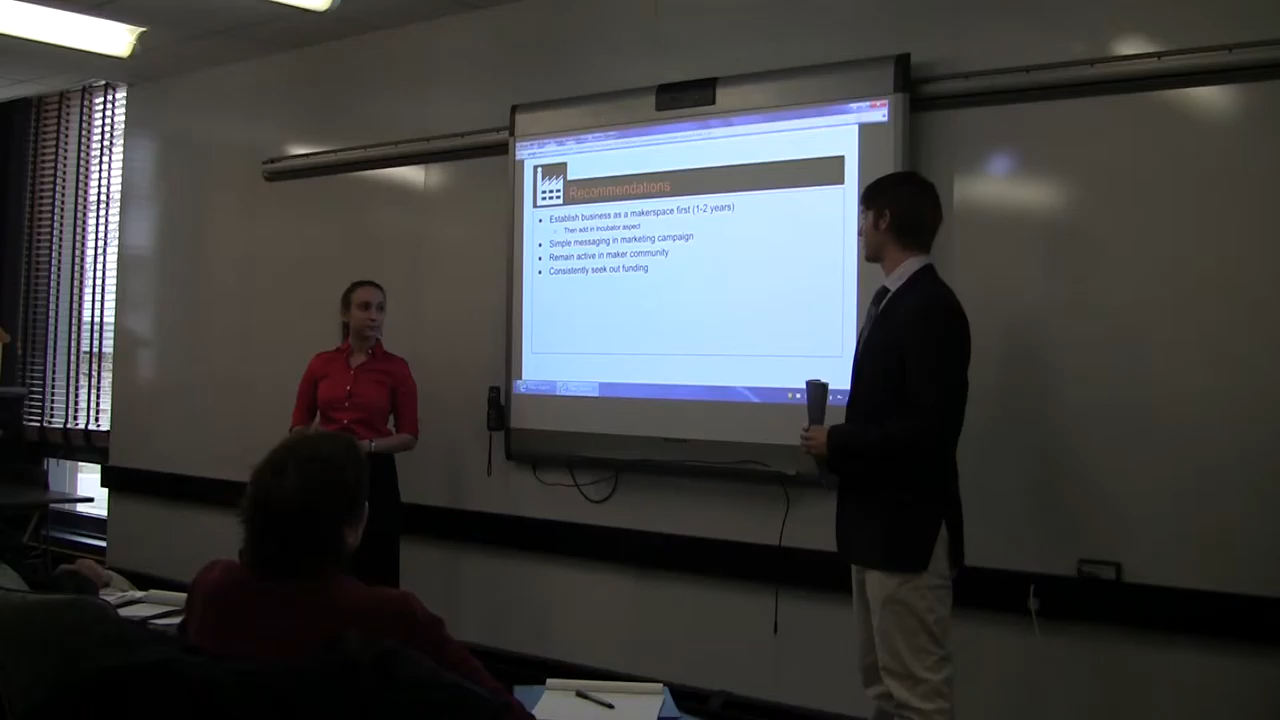 Recommendations
Establish business as a makerspace first (1-2 years)
Then add in incubator aspect
Simple messaging in marketing campaign
Remain active in maker community
Consistently seek out funding